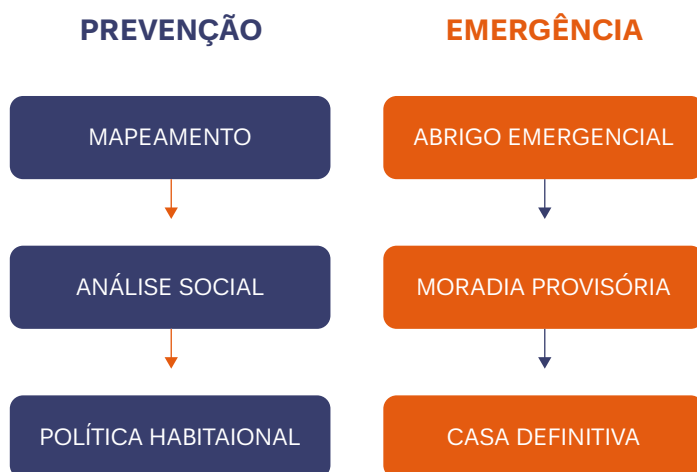 PREVENÇÃO
MAPEAMENTO
ANÁLISE SOCIAL
POLÍTICA HABITAIONAL
EMERGÊNCIA
ABRIGO EMERGENCIAL
MORADIA PROVISÓRIA
CASA DEFINITIVA